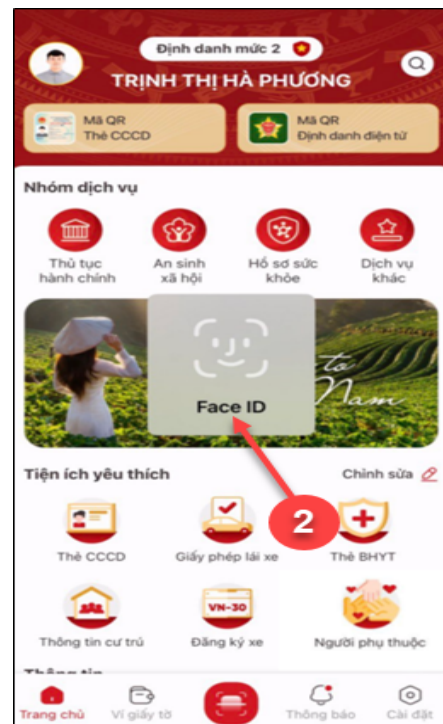 Định danh mức 2
TRỊNH THỊ HÀ PHƯƠNG
Mã QR
Thẻ CCCD
Mã QR
Định danh điện tử
Nhóm dịch vụ
Thủ tục
hành chính
An sinh
xã hội
Hồ sơ sức
khỏe
Dịch vụ
khác
to
Nam
Face ID
Tiện ích yêu thích
Chỉnh sửa
2
Thẻ CCCD
Giấy phép lái xe
Thẻ BHYT
VN-30
Thông tin cư trú
Đăng ký xe
Người phụ thuộc
Trang chủ
Ví giấy tờ
Thông báo
Cài đặt